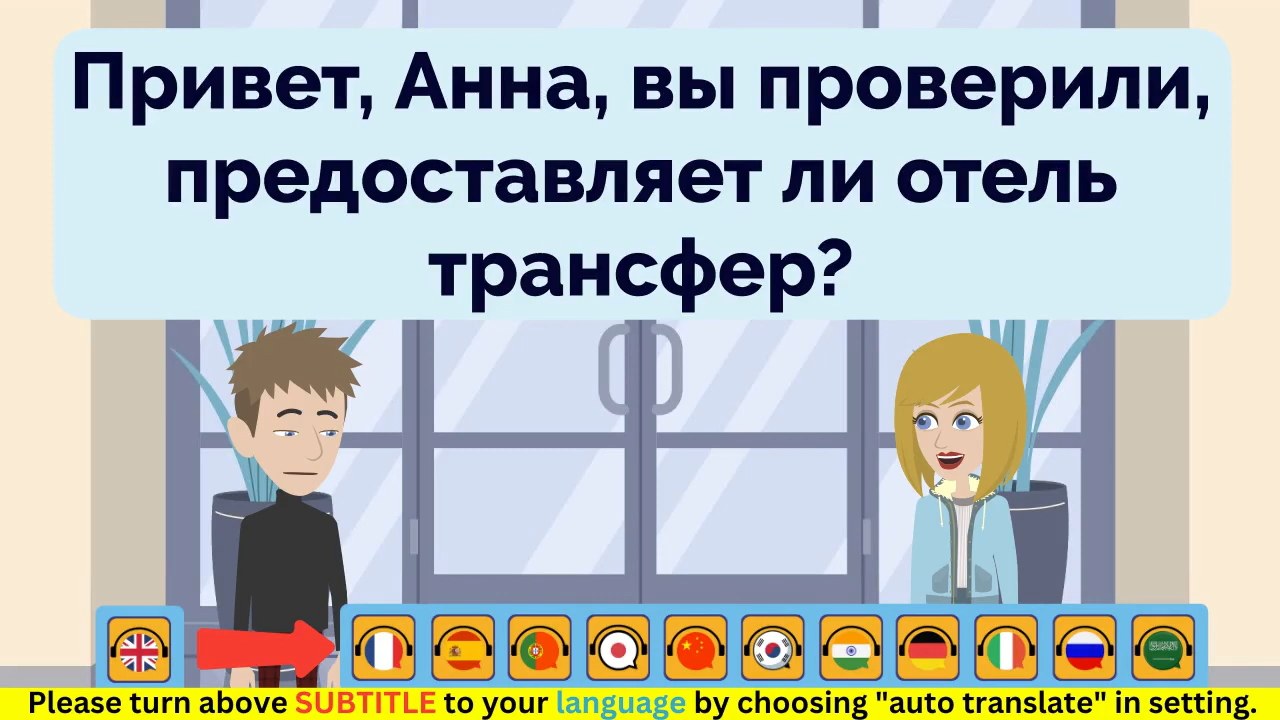 Привет, Анна, вы проверили,
предоставляет ли отель
трансфер?
Please turn above SUBTITLE to your language by choosing "auto translate" in setting.